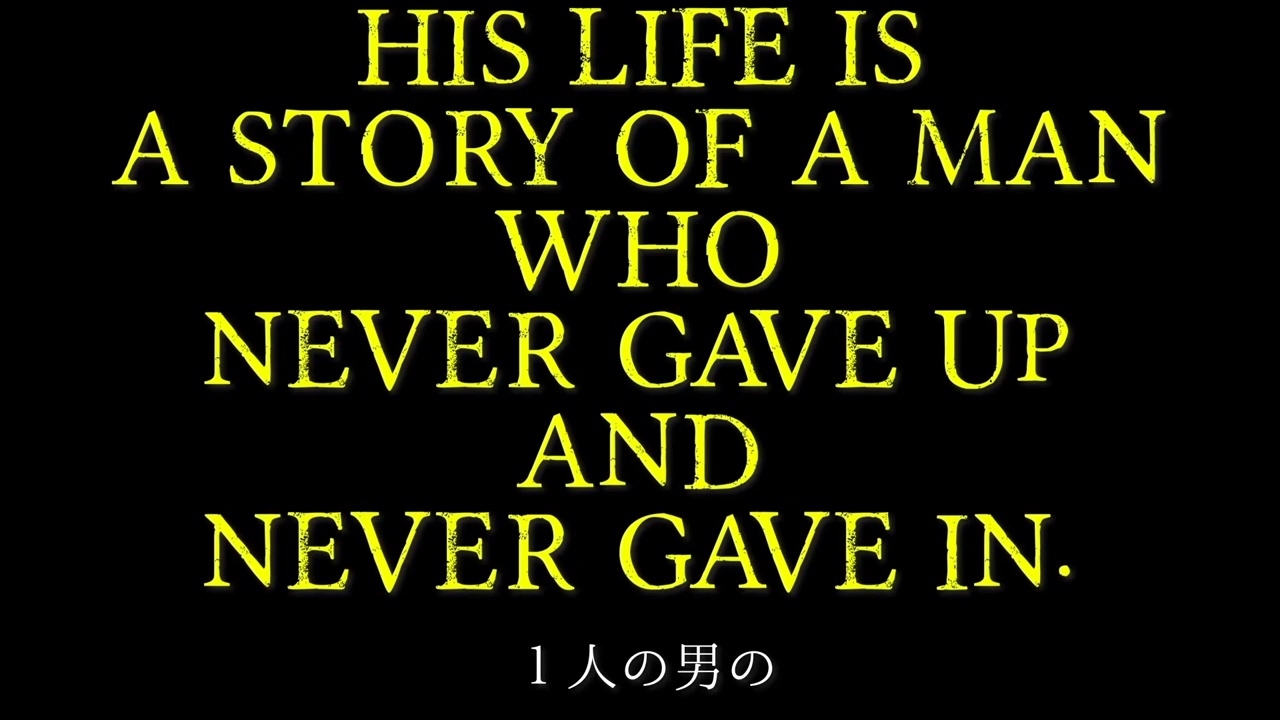 HIS LIFE IS
A STORY OF A MAN
WHO
NEVER GAVE UP
AND
NEVER GAVE IN.
1人の男の